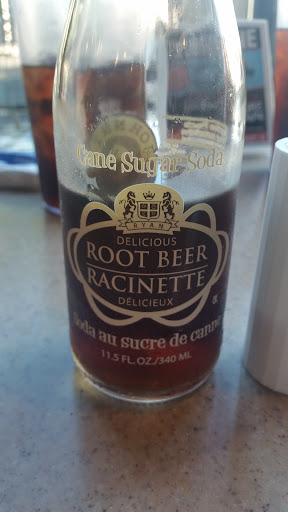 Cane Sugar Soda
RYAN
DELICIOUS
ROOT BEER
RACINETTE
DÉLICIEUX
Soda au sucre de canne
11.5 FL. OZ./340 ML